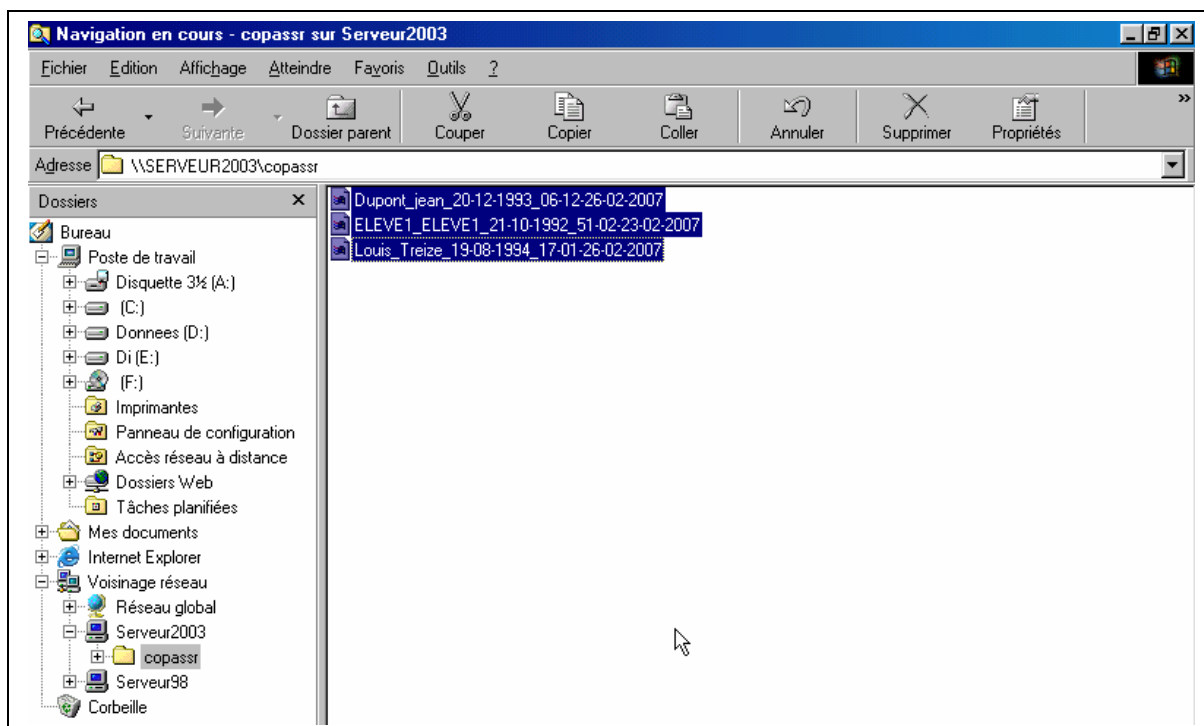 Navigation en cours - copassr sur Serveur2003
Fichier Edition Affichage Atteindre Favoris Outils ?
Précédente Suivante Dossier parent Couper Copier Coller Annuler Supprimer Propriétés »
Adresse \\SERVEUR2003\copassr
Dossiers ×
Bureau
Poste de travail
Disquette 3½ (A:)
(C:)
Donnees (D:)
Di (E:)
(F:)
Imprimantes
Panneau de configuration
Accès réseau à distance
Dossiers Web
Tâches planifiées
Mes documents
Internet Explorer
Voisinage réseau
Réseau global
Serveur2003
copassr
Serveur98
Corbeille
Dupont_jean_20-12-1993_06-12-26-02-2007
ELEVE1_ELEVE1_21-10-1992_51-02-23-02-2007
Louis_Treize_19-08-1994_17-01-26-02-2007